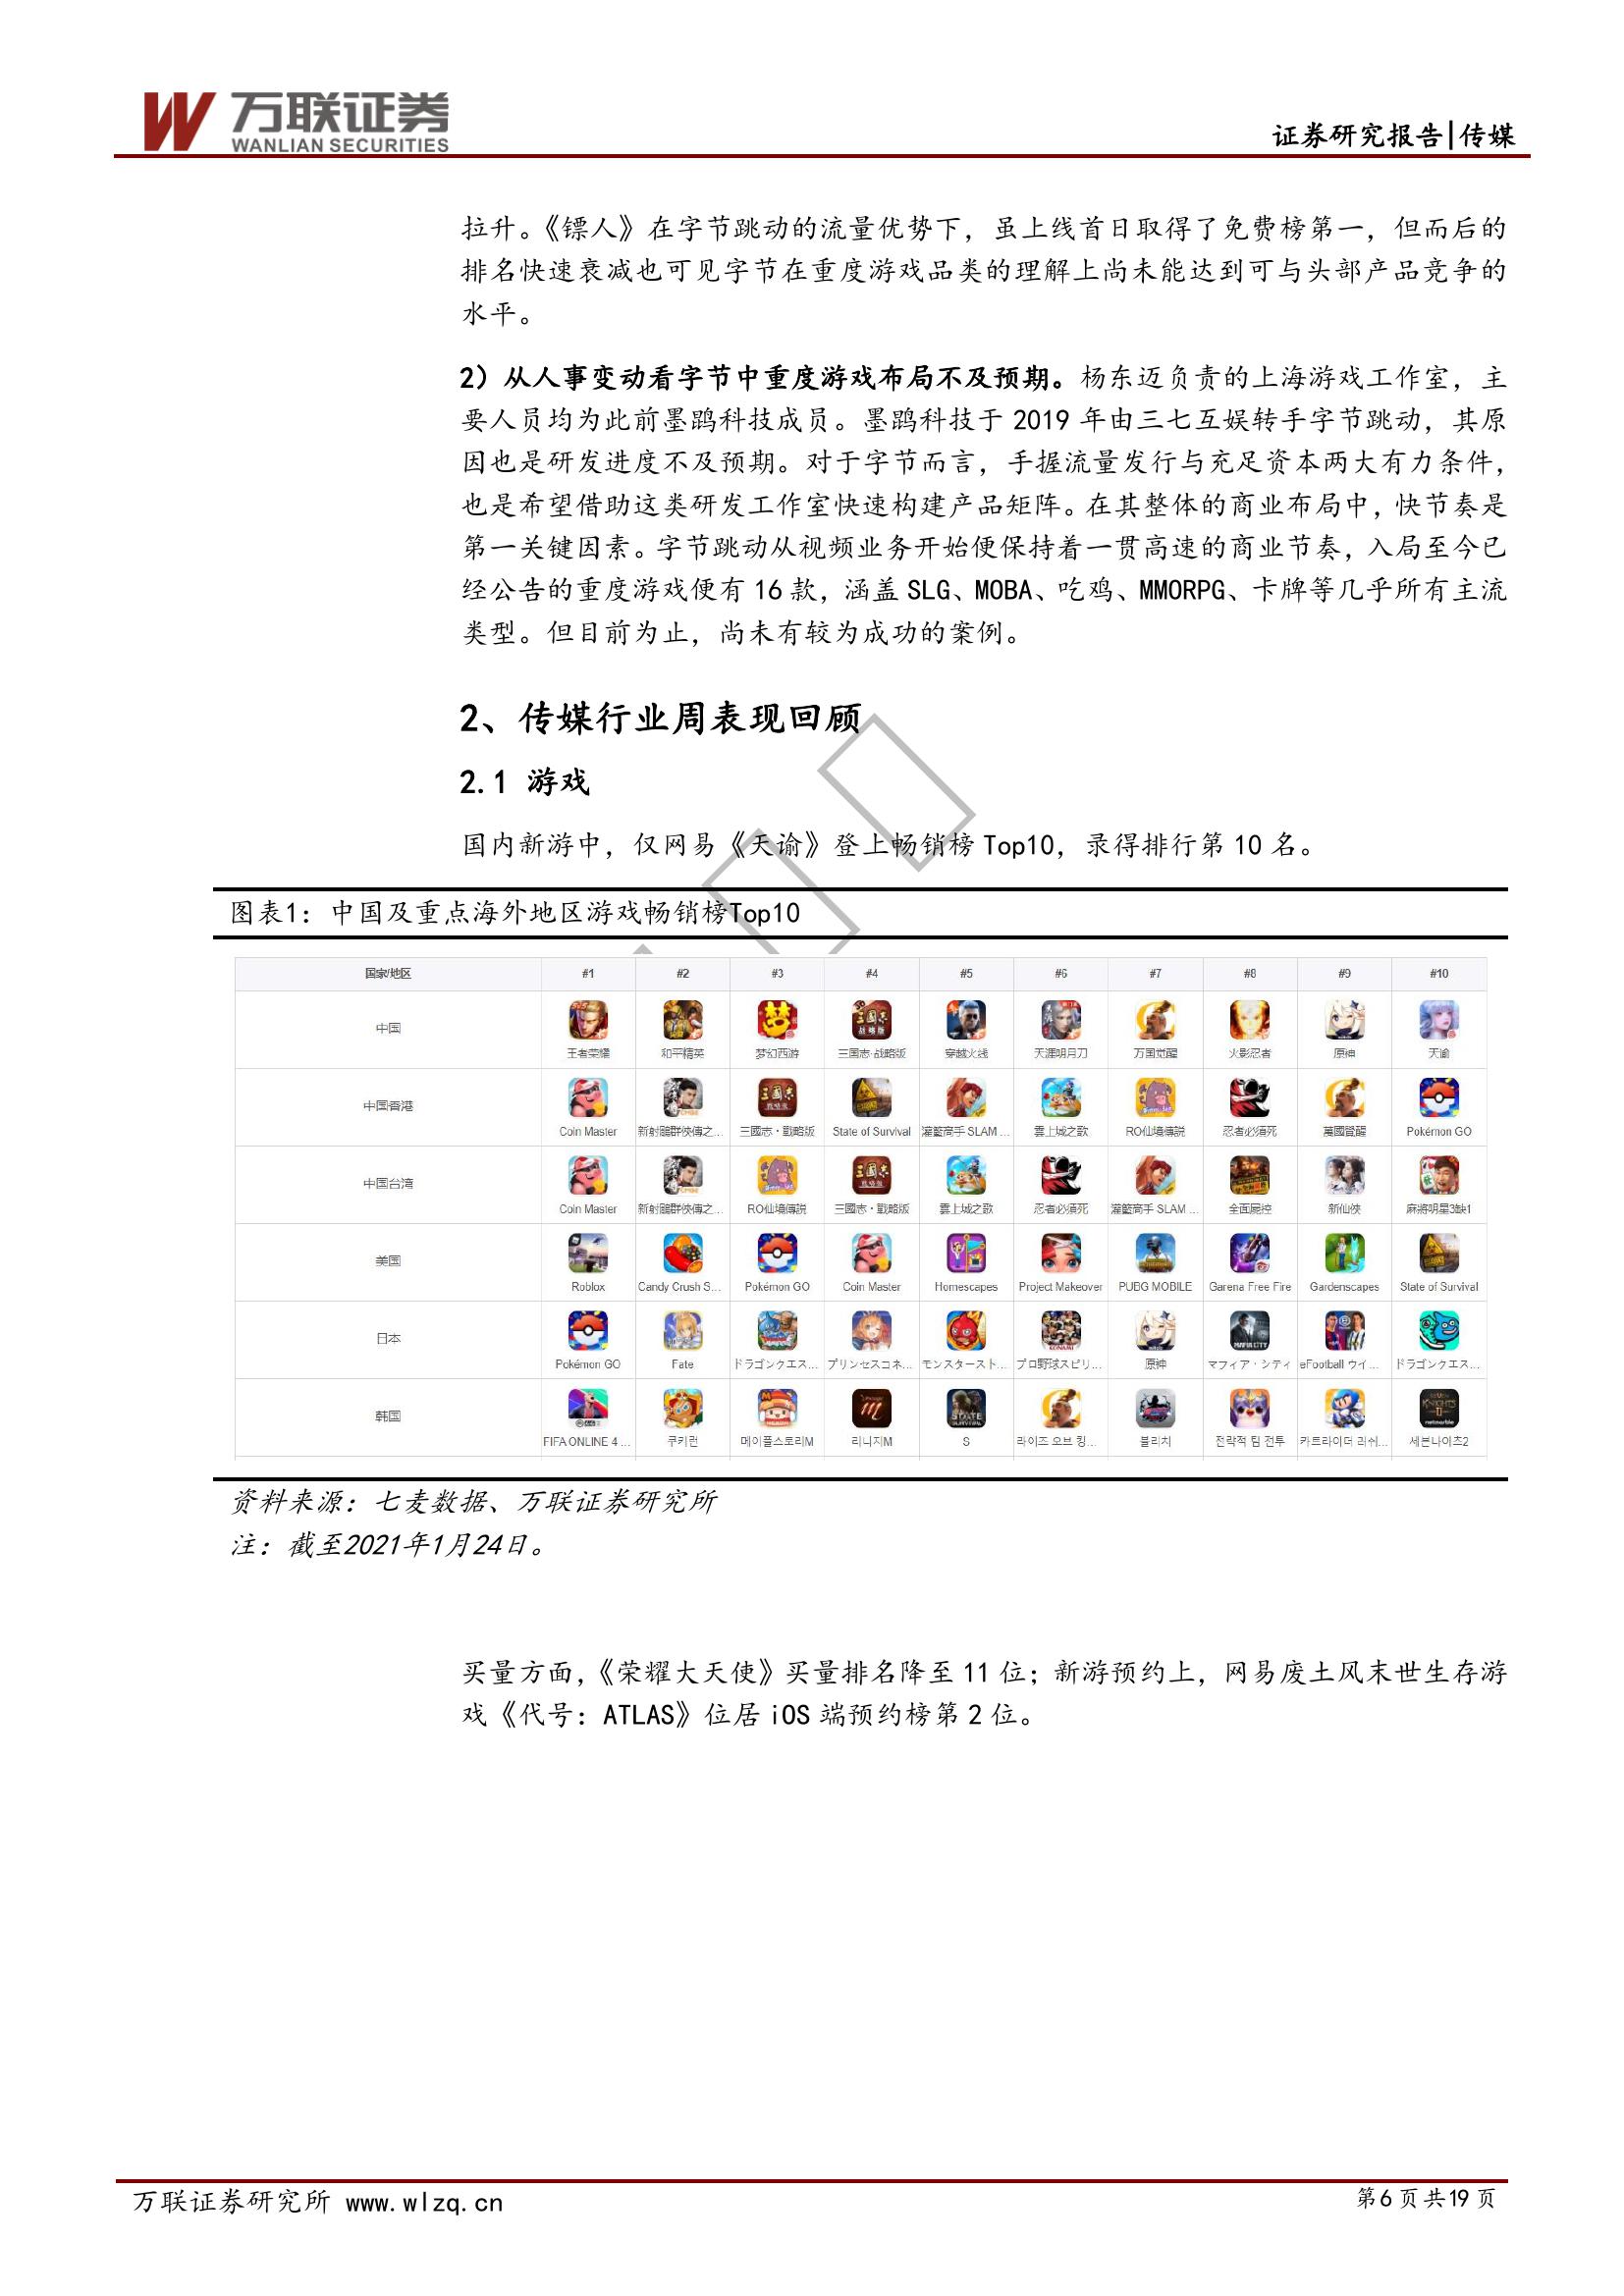 万联证券
WANLIAN SECURITIES
证券研究报告|传媒
拉升。《镖人》在字节跳动的流量优势下，虽上线首日取得了免费榜第一，但而后的
排名快速衰减也可见字节在重度游戏品类的理解上尚未能达到可与头部产品竞争的
水平。
2）从人事变动看字节中重度游戏布局不及预期。杨东迈负责的上海游戏工作室，主
要人员均为此前墨鹍科技成员。墨鹍科技于 2019 年由三七互娱转手字节跳动，其原
因也是研发进度不及预期。对于字节而言，手握流量发行与充足资本两大有力条件，
也是希望借助这类研发工作室快速构建产品矩阵。在其整体的商业布局中，快节奏是
第一关键因素。字节跳动从视频业务开始便保持着一贯高速的商业节奏，入局至今已
经公告的重度游戏便有 16 款，涵盖 SLG、MOBA、吃鸡、MMORPG、卡牌等几乎所有主流
类型。但目前为止，尚未有较为成功的案例。
2、传媒行业周表现回顾
2.1 游戏
国内新游中，仅网易《天谕》登上畅销榜 Top10，录得排行第 10 名。
图表1：中国及重点海外地区游戏畅销榜Top10
国家/地区 #1 #2 #3 #4 #5 #6 #7 #8 #9 #10
中国 王者荣耀 和平精英 梦幻西游 三国志·战略版 穿越火线 天涯明月刀 万国觉醒 火影忍者 原神 天谕
中国香港 Coin Master 新射鵰群俠傳之... 三國志・戰略版 State of Survival 灌籃高手 SLAM ... 雲上城之歌 RO仙境傳說 忍者必須死 萬國覺醒 Pokémon GO
中国台湾 Coin Master 新射鵰群俠傳之... RO仙境傳說 三國志・戰略版 雲上城之歌 忍者必須死 灌籃高手 SLAM ... 全面屍控 新仙俠 麻將明星3缺1
美国 Roblox Candy Crush S... Pokémon GO Coin Master Homescapes Project Makeover PUBG MOBILE Garena Free Fire Gardenscapes State of Survival
日本 Pokémon GO Fate ドラゴンクエス... プリンセスコネ... モンスタースト... プロ野球スピリ... 原神 マフィア・シティ eFootball ウイ... ドラゴンクエス...
韩国 FIFA ONLINE 4 ... 쿠키런 메이플스토리M 리니지M S 라이즈 오브 킹... 블리치 전략적 팀 전투 카트라이더 러쉬... 세븐나이츠2
资料来源：七麦数据、万联证券研究所
注：截至2021年1月24日。
买量方面，《荣耀大天使》买量排名降至 11 位；新游预约上，网易废土风末世生存游
戏《代号：ATLAS》位居 iOS 端预约榜第 2 位。
万联证券研究所 www.wlzq.cn
第6页共19页